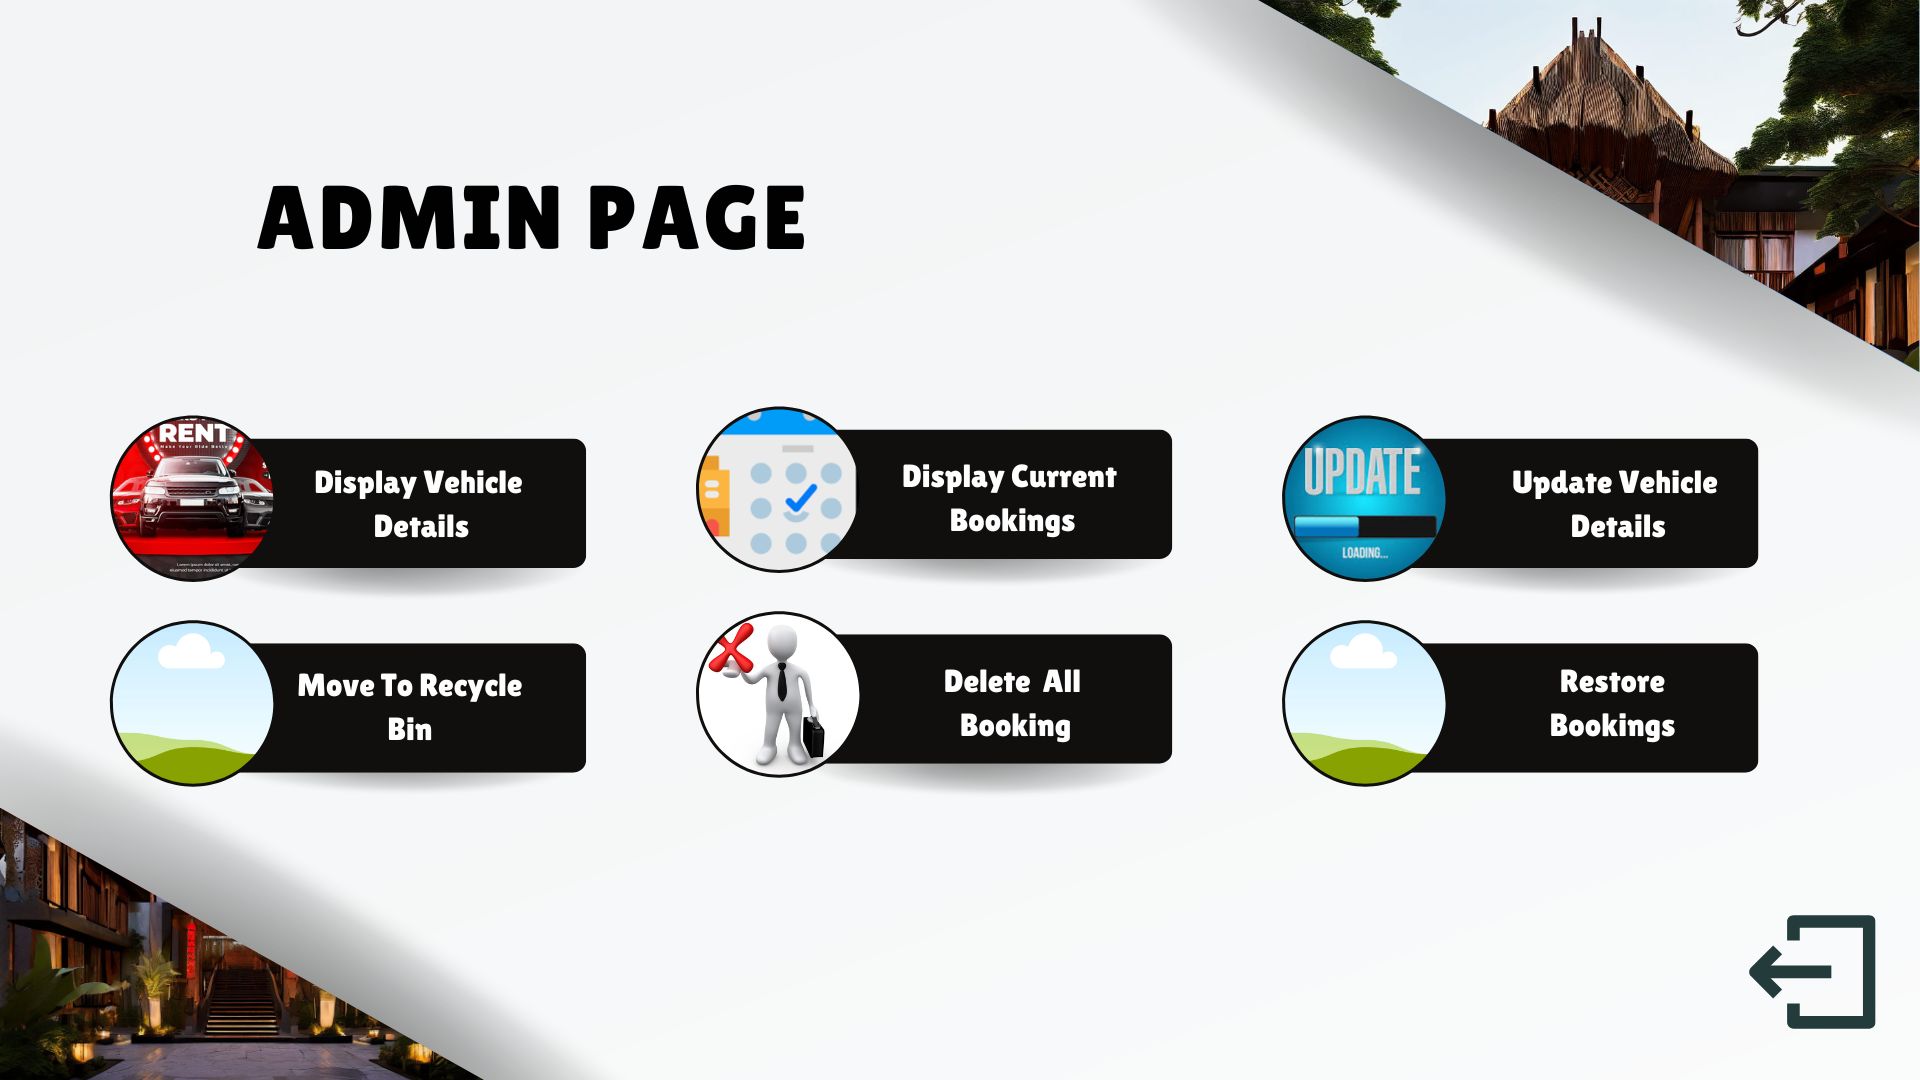 ADMIN PAGE
RENT
Make Your Ride Better
Display Vehicle
Details
Display Current
Bookings
UPDATE
LOADING...
Update Vehicle
Details
Move To Recycle
Bin
Delete All
Booking
Restore
Bookings